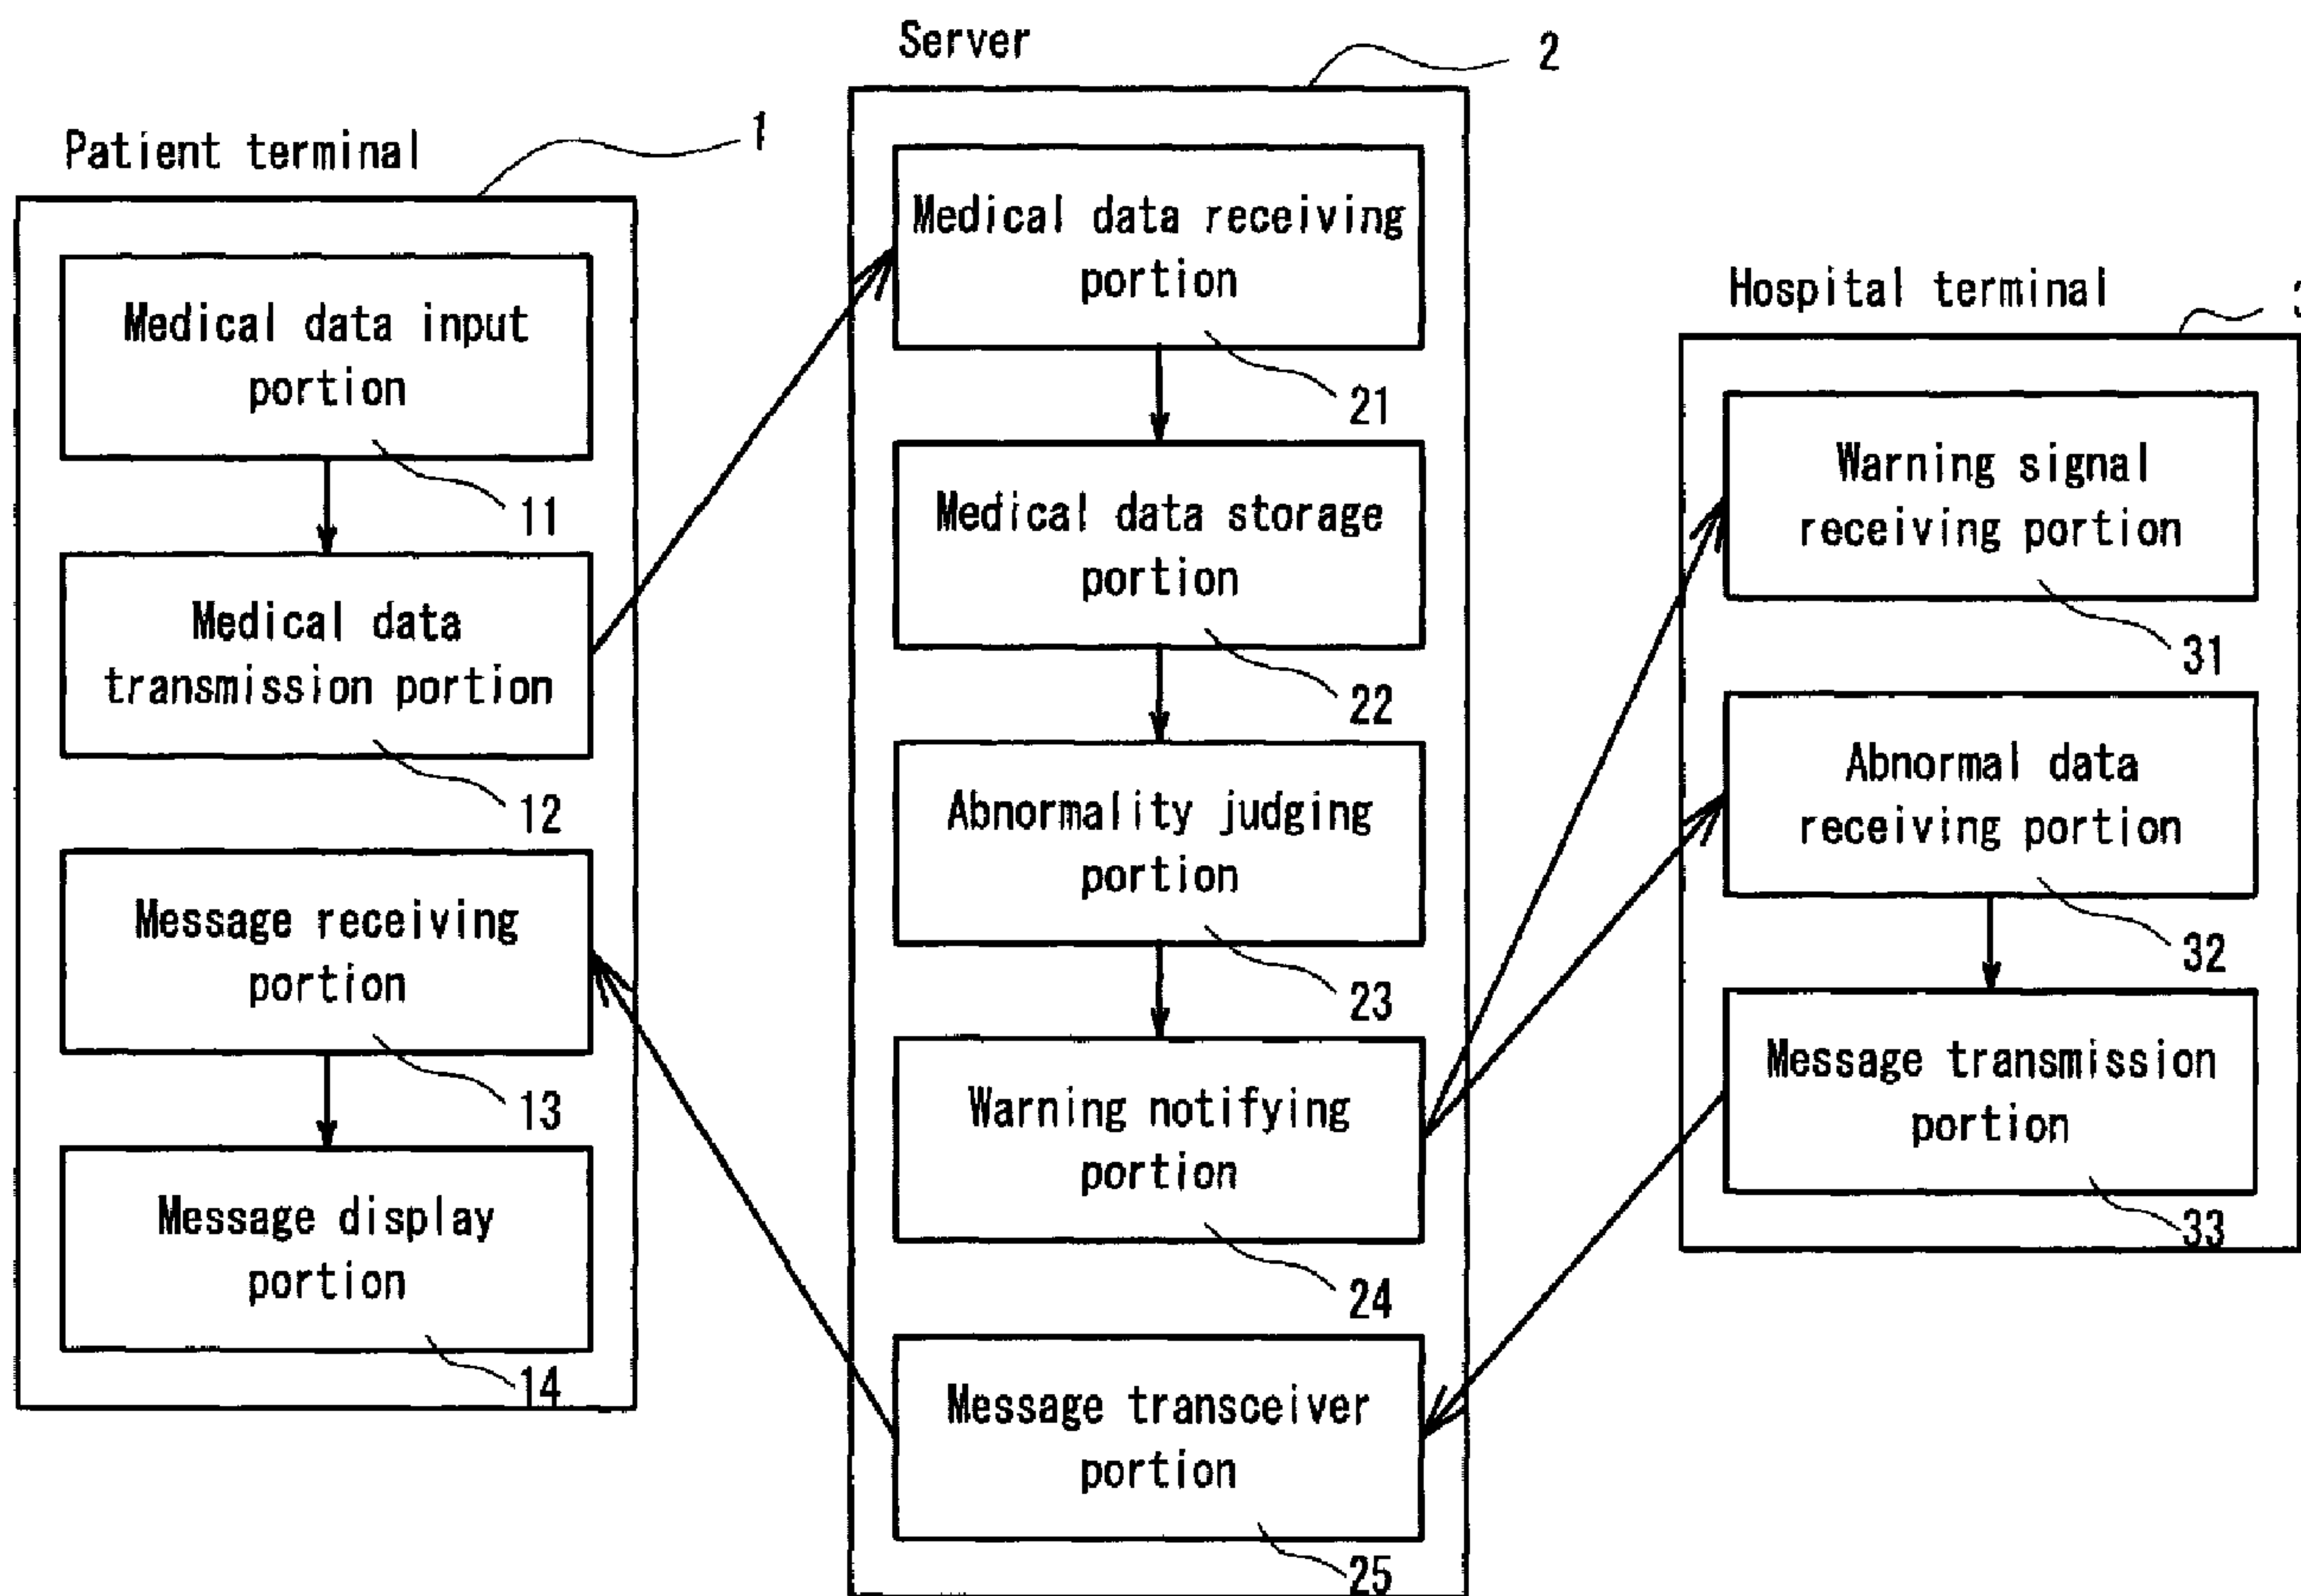 Patient terminal
1
Medical data input
portion
11
Medical data
transmission portion
12
Message receiving
portion
13
Message display
portion
14
Server
2
Medical data receiving
portion
21
Medical data storage
portion
22
Abnormality judging
portion
23
Warning notifying
portion
24
Message transceiver
portion
25
Hospital terminal
Warning signal
receiving portion
31
Abnormal data
receiving portion
32
Message transmission
portion
33